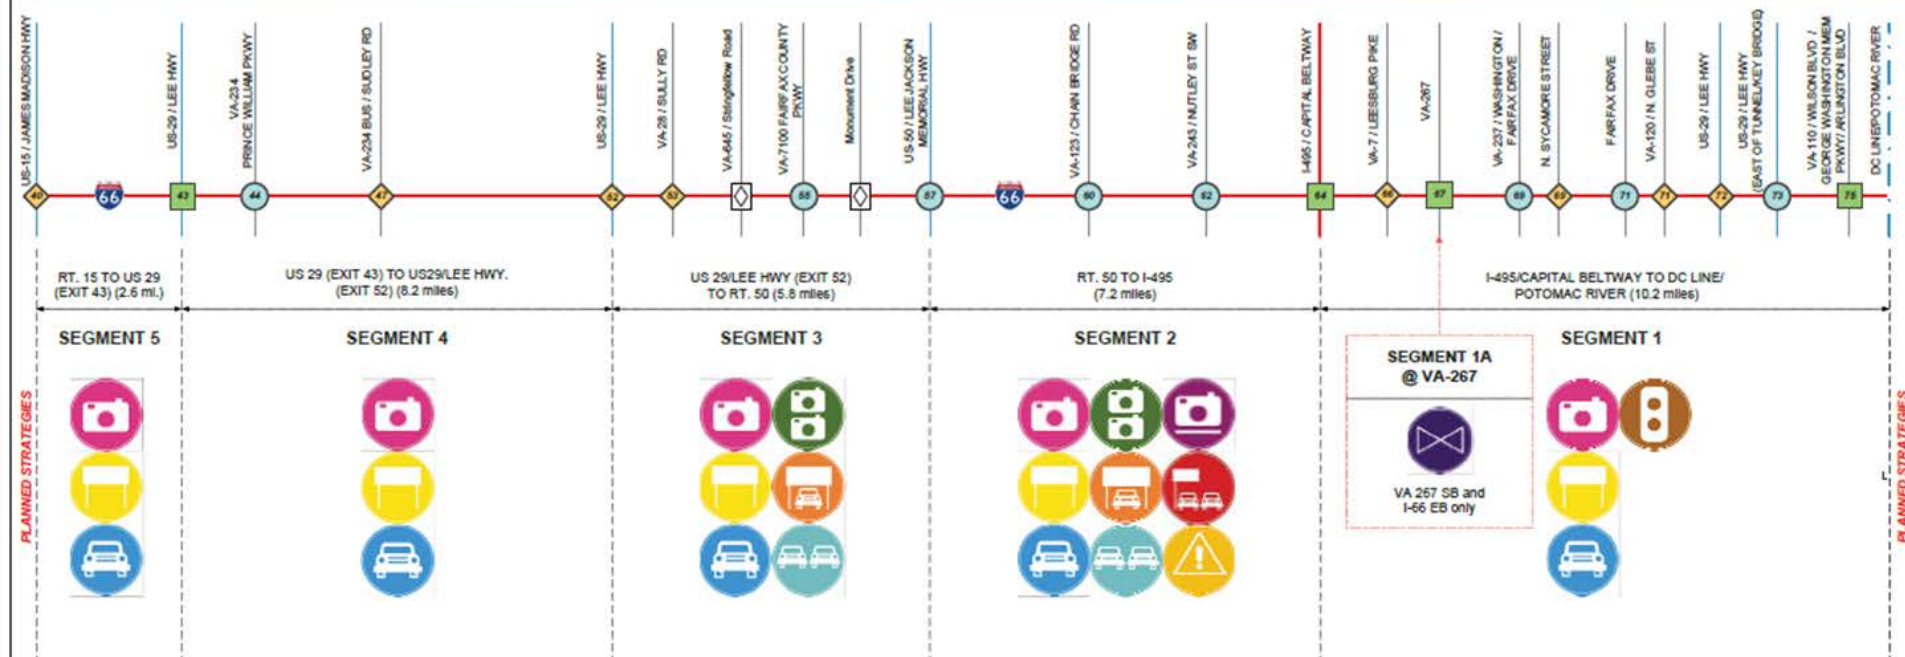 US-15 / JAMES MADISON HWY
US-29 / LEE HWY
VA-234
PRINCE WILLIAM PKWY
VA-234 BUS / SUDLEY RD
US-29 / LEE HWY
VA-28 / SULLY RD
VA-645 / Stringfellow Road
VA-7100 FAIRFAX COUNTY
PKWY
Monument Drive
US-50 / LEE JACKSON
MEMORIAL HWY
VA-123 / CHAIN BRIDGE RD
VA-243 / NUTLEY ST SW
I-495 / CAPITAL BELTWAY
VA-7 / LEESBURG PIKE
VA-267
VA-237 / WASHINGTON /
FAIRFAX DRIVE
N. SYCAMORE STREET
FAIRFAX DRIVE
VA-120 / N. GLEBE ST
US-29 / LEE HWY
US-29 / LEE HWY
(EAST OF TUNNEL/KEY BRIDGE)
VA-110 / WILSON BLVD /
GEORGE WASHINGTON MEM
PKWY/ ARLINGTON BLVD
DC LINE/POTOMAC RIVER
40
66
43
44
47
52
53
55
57
66
60
62
64
66
67
69
69
71
71
72
73
75
RT. 15 TO US 29
(EXIT 43) (2.6 mi.)
US 29 (EXIT 43) TO US29/LEE HWY.
(EXIT 52) (8.2 miles)
US 29/LEE HWY (EXIT 52)
TO RT. 50 (5.8 miles)
RT. 50 TO I-495
(7.2 miles)
I-495/CAPITAL BELTWAY TO DC LINE/
POTOMAC RIVER (10.2 miles)
SEGMENT 5
SEGMENT 4
SEGMENT 3
SEGMENT 2
SEGMENT 1
SEGMENT 1A
@ VA-267
VA 267 SB and
I-66 EB only
PLANNED STRATEGIES
PLANNED STRATEGIES